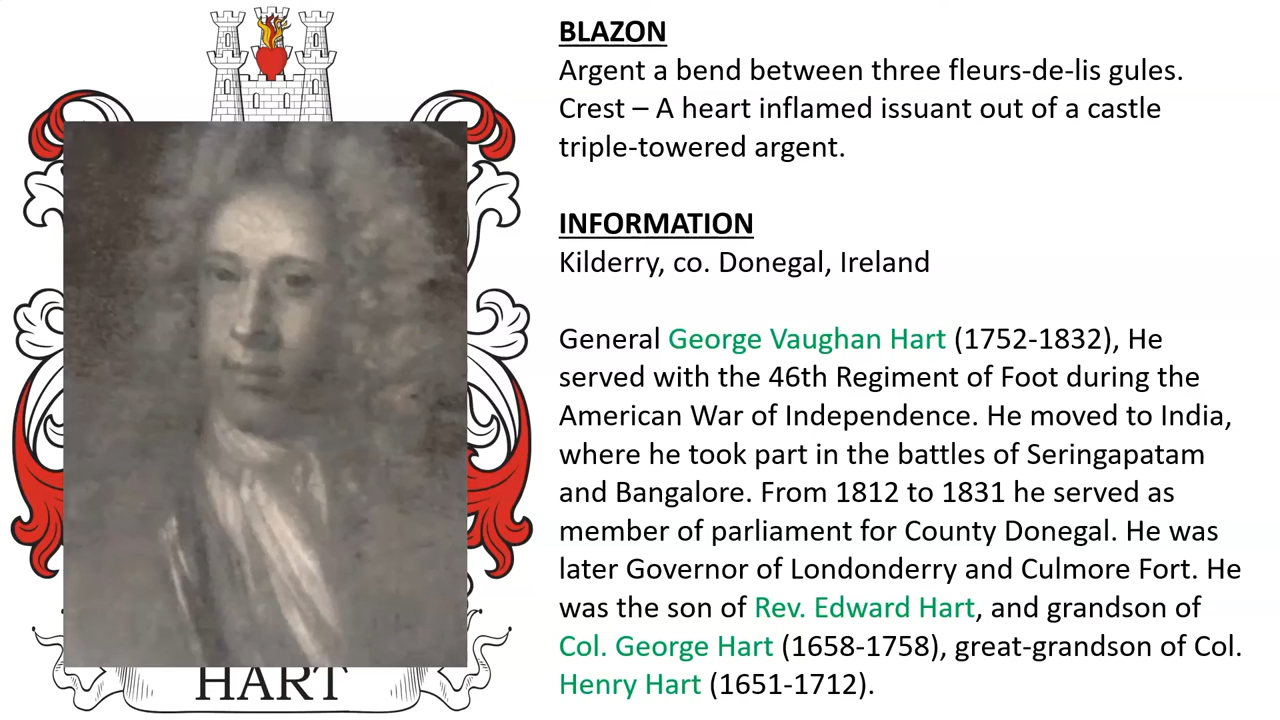 BLAZON
Argent a bend between three fleurs-de-lis gules.
Crest – A heart inflamed issuant out of a castle
triple-towered argent.
INFORMATION
Kilderry, co. Donegal, Ireland
General George Vaughan Hart (1752-1832), He
served with the 46th Regiment of Foot during the
American War of Independence. He moved to India,
where he took part in the battles of Seringapatam
and Bangalore. From 1812 to 1831 he served as
member of parliament for County Donegal. He was
later Governor of Londonderry and Culmore Fort. He
was the son of Rev. Edward Hart, and grandson of
Col. George Hart (1658-1758), great-grandson of Col.
Henry Hart (1651-1712).
HART